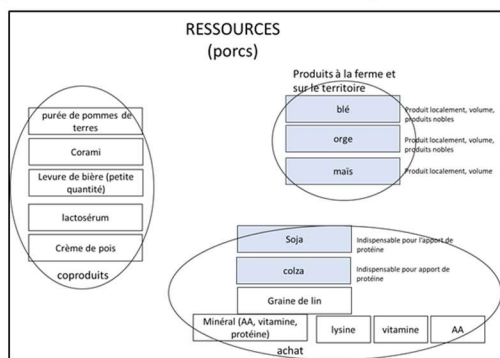 RESSOURCES
(porcs)
purée de pommes de
terres
Corami
Levure de bière (petite
quantité)
lactosérum
Crème de pois
coproduits
Produits à la ferme et
sur le territoire
blé
Produit localement, volume,
produits nobles
orge
Produit localement, volume,
produits nobles
maïs
Produit localement, volume
Soja
Indispensable pour l'apport de
protéine
colza
Indispensable pour apport de
protéine
Graine de lin
Minéral (AA, vitamine,
protéine)
lysine
vitamine
AA
achat